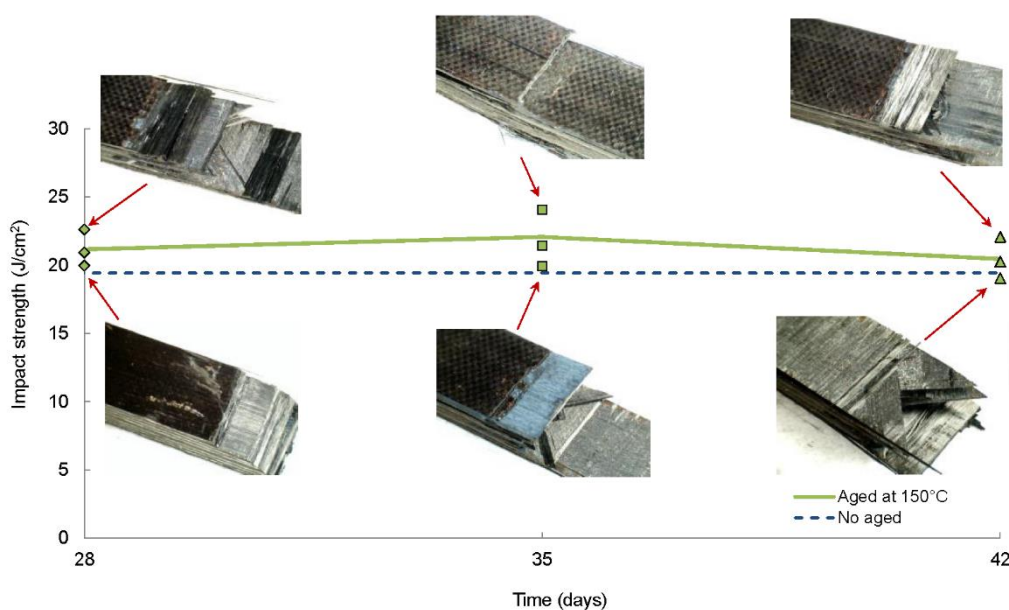 30
25
20
15
10
5
0
Impact strength (J/cm²)
28
35
42
Time (days)
Aged at 150°C
No aged